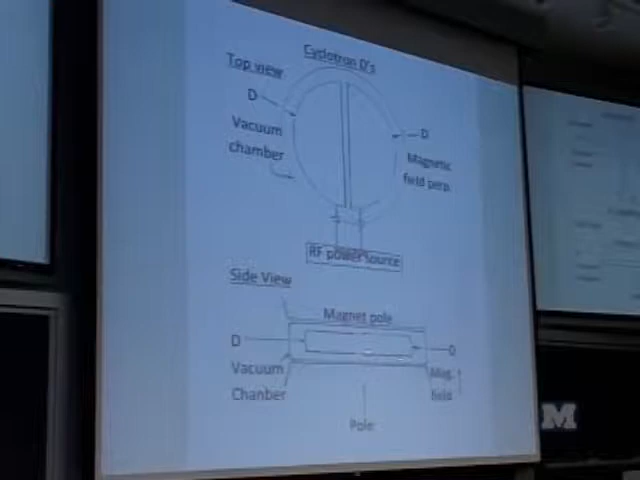 Cyclotron D's
Top view
D
Vacuum
chamber
D
Magnetic
field perp.
RF power source
Side View
Magnet pole
D
D
Vacuum
Chanber
Mag.
field
Pole
M